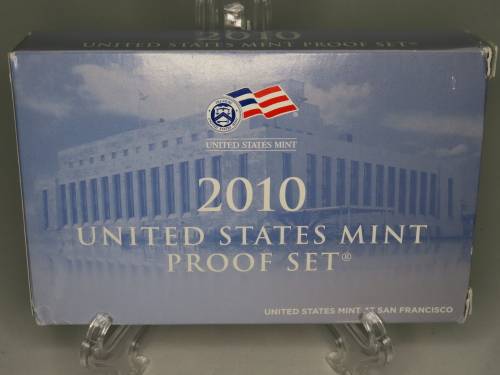 2010
UNITED STATES MINT PROOF SET®
UNITED STATES MINT
2010
UNITED STATES MINT
PROOF SET®
UNITED STATES MINT AT SAN FRANCISCO